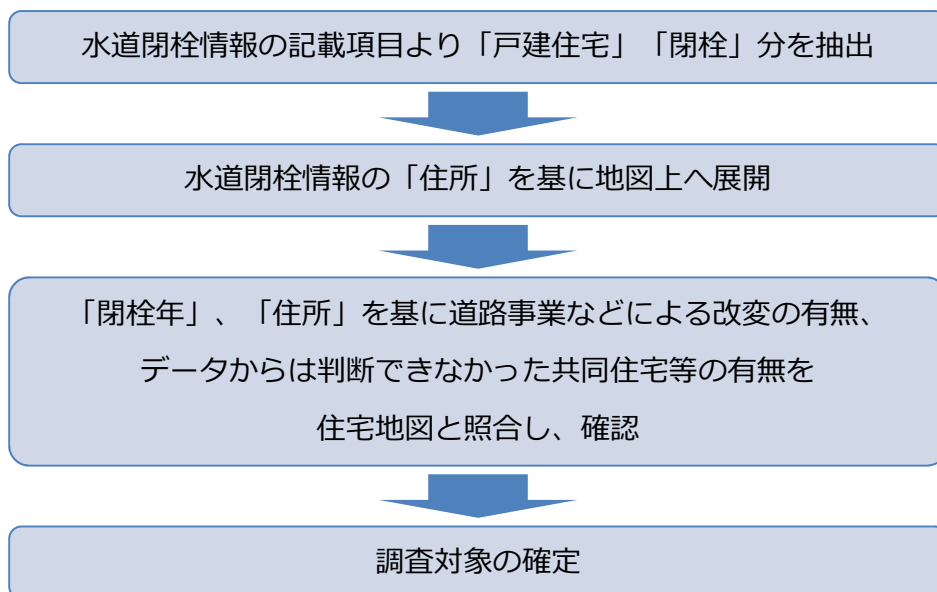 水道閉栓情報の記載項目より「戸建住宅」「閉栓」分を抽出
水道閉栓情報の「住所」を基に地図上へ展開
「閉栓年」、「住所」を基に道路事業などによる改変の有無、
データからは判断できなかった共同住宅等の有無を
住宅地図と照合し、確認
調査対象の確定